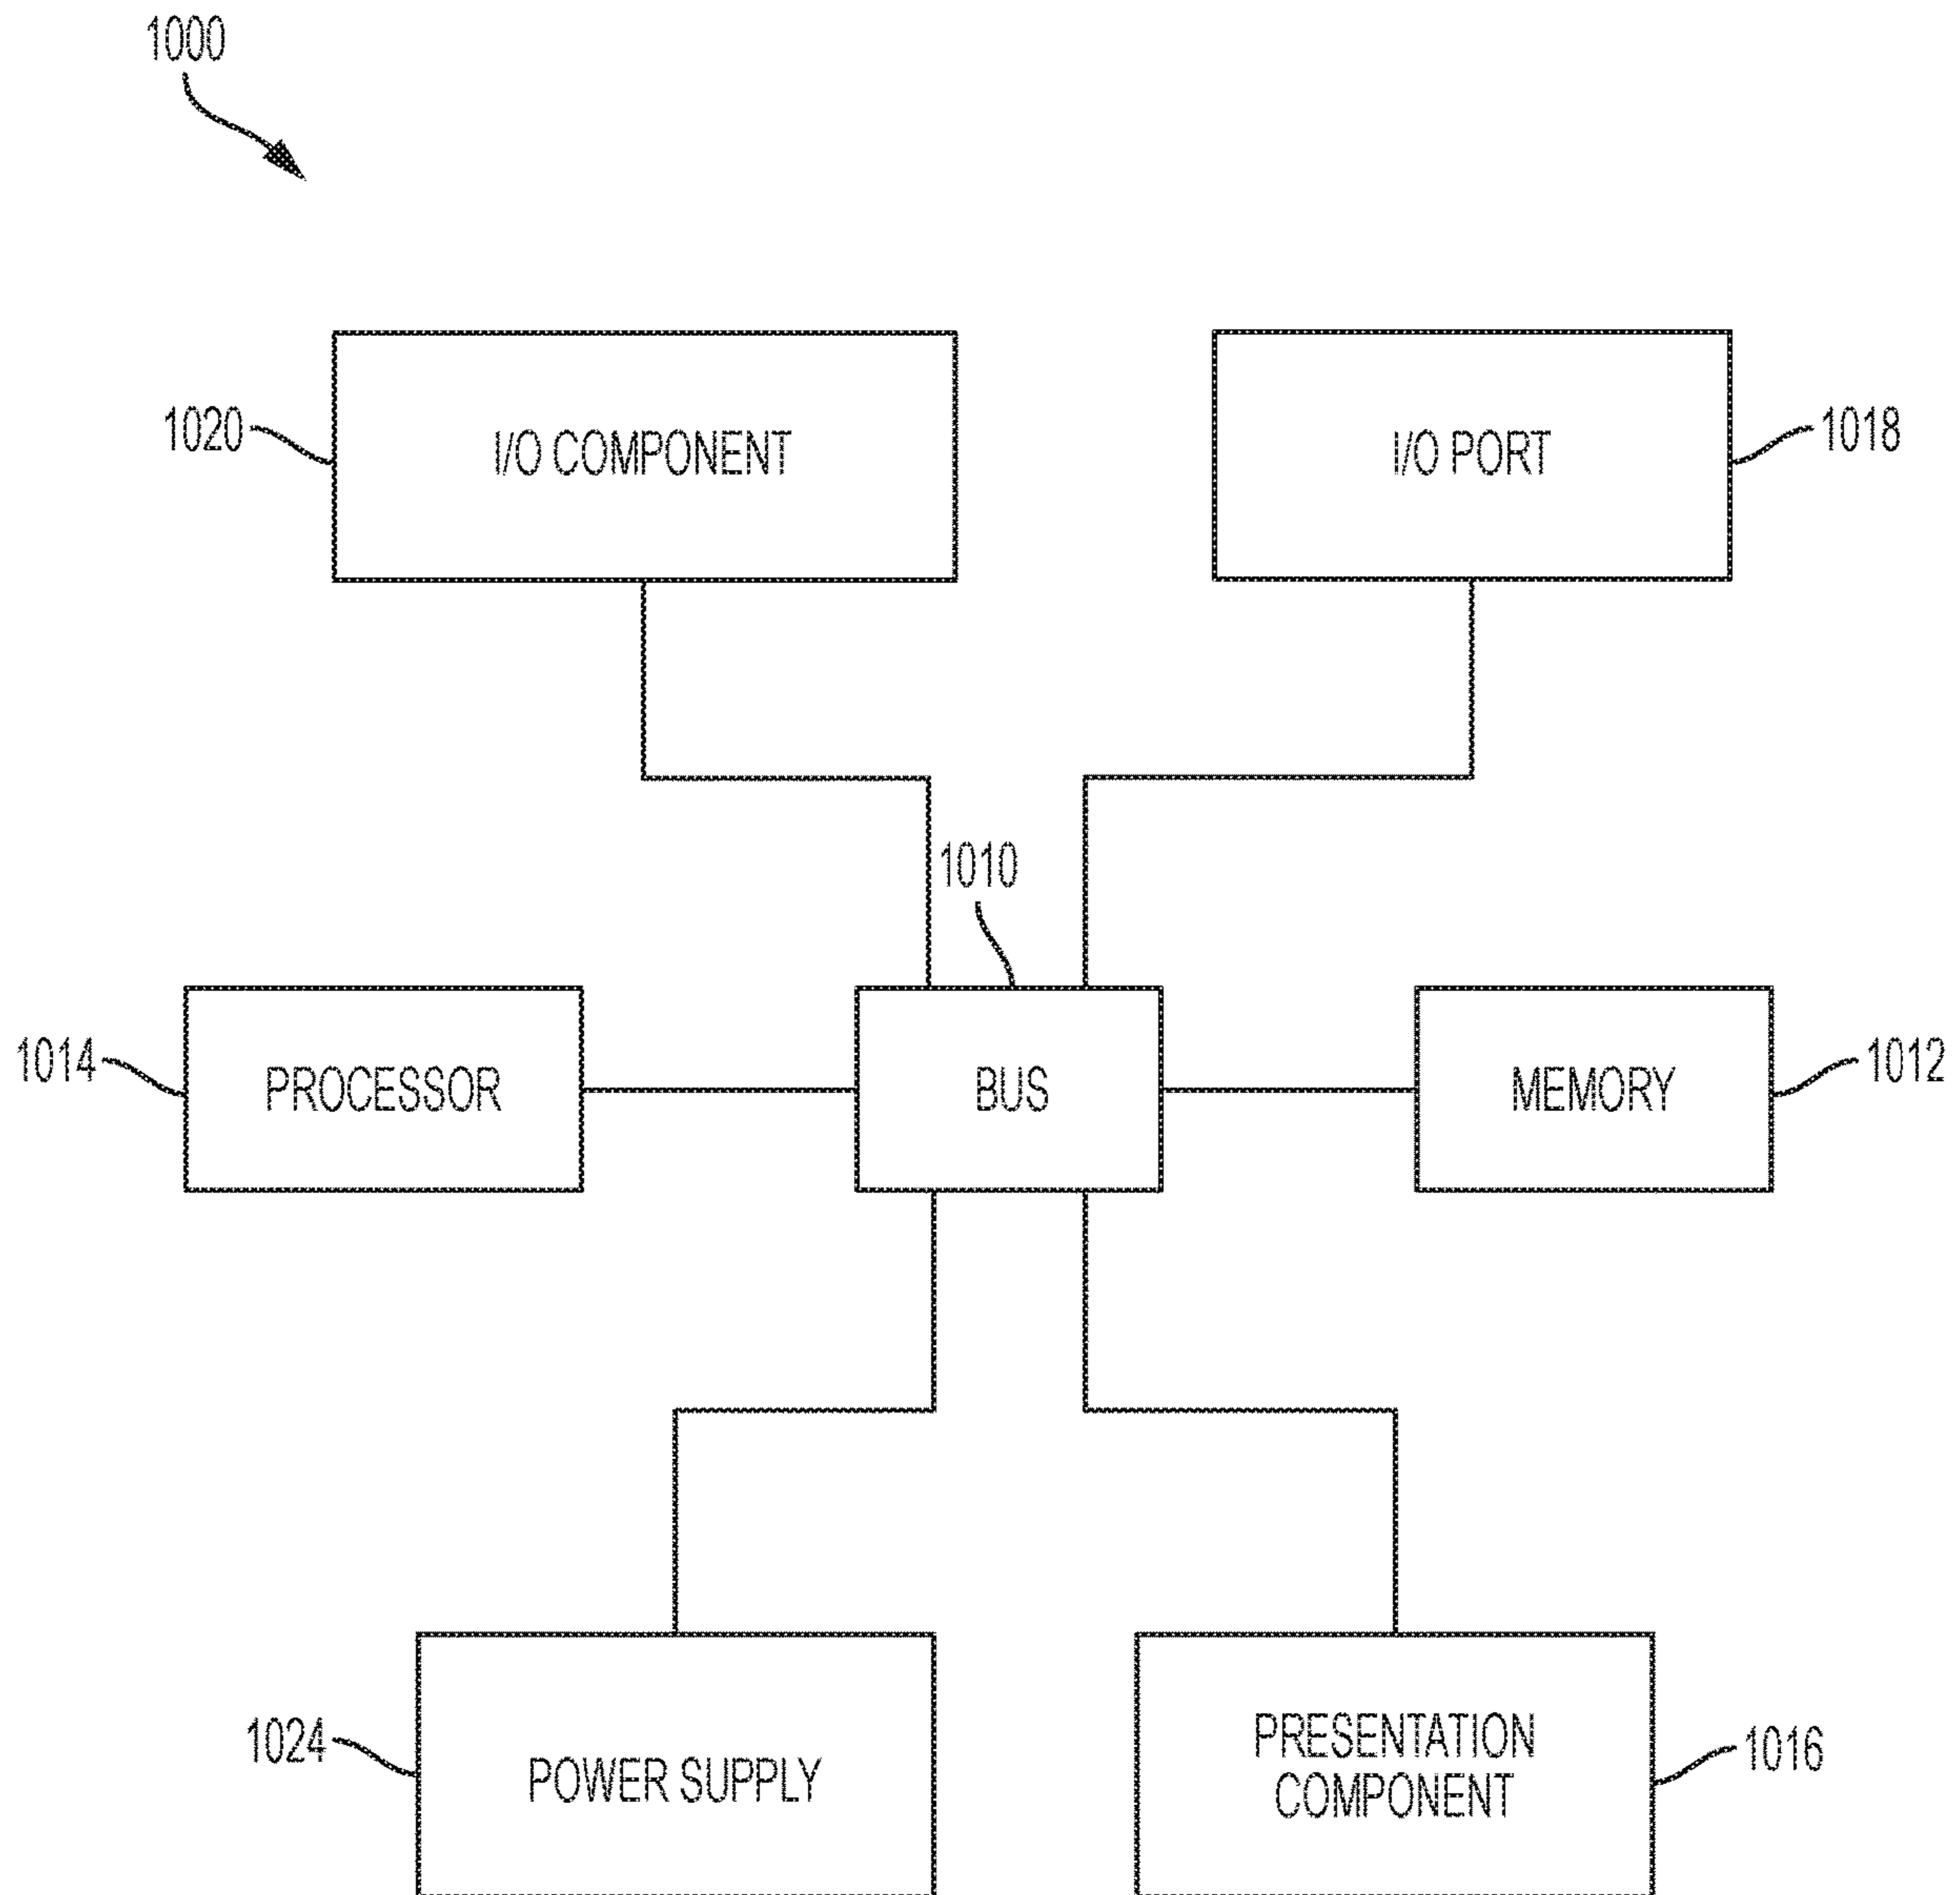 1000
1020
I/O COMPONENT
I/O PORT
1018
1010
1014
PROCESSOR
BUS
MEMORY
1012
1024
POWER SUPPLY
PRESENTATION
COMPONENT
1016